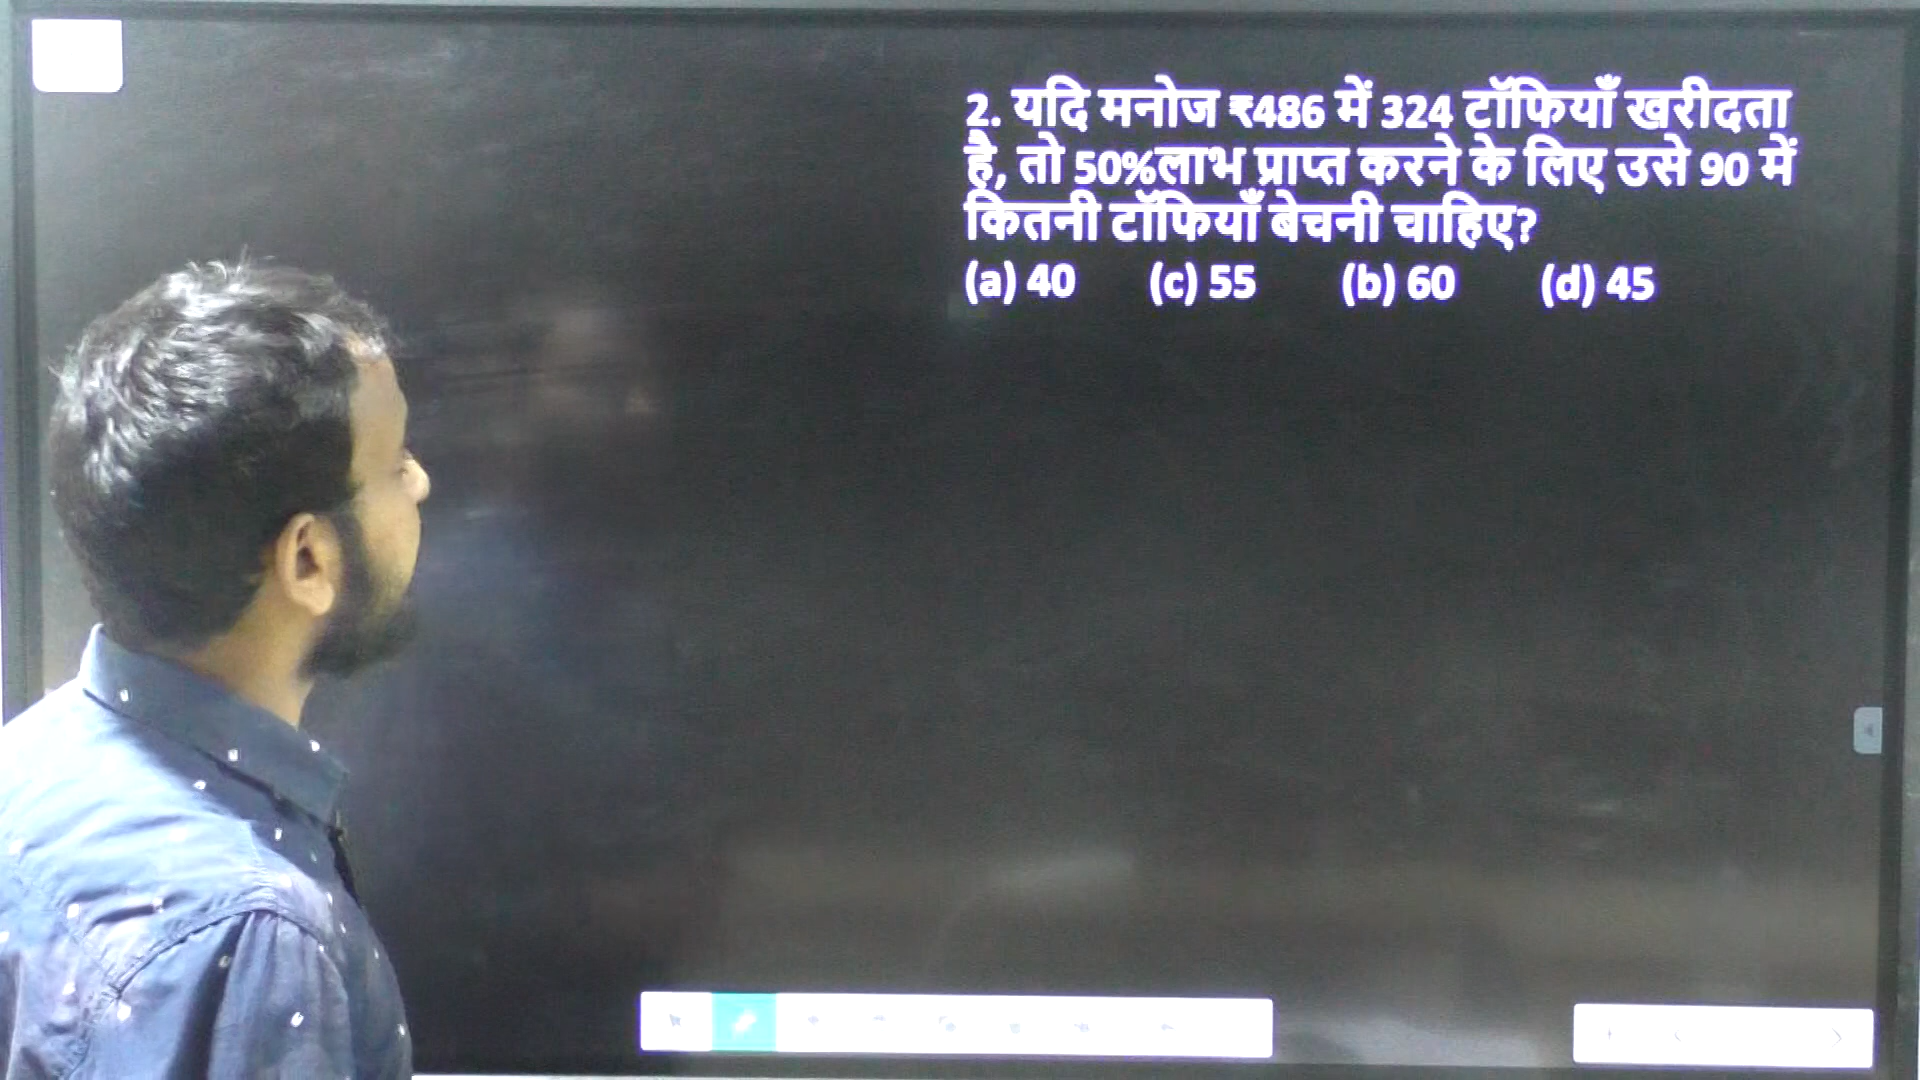 2. यदि मनोज ₹486 में 324 टॉफियाँ खरीदता
है, तो 50%लाभ प्राप्त करने के लिए उसे 90 में
कितनी टॉफियाँ बेचनी चाहिए?
(a) 40 (c) 55 (b) 60 (d) 45